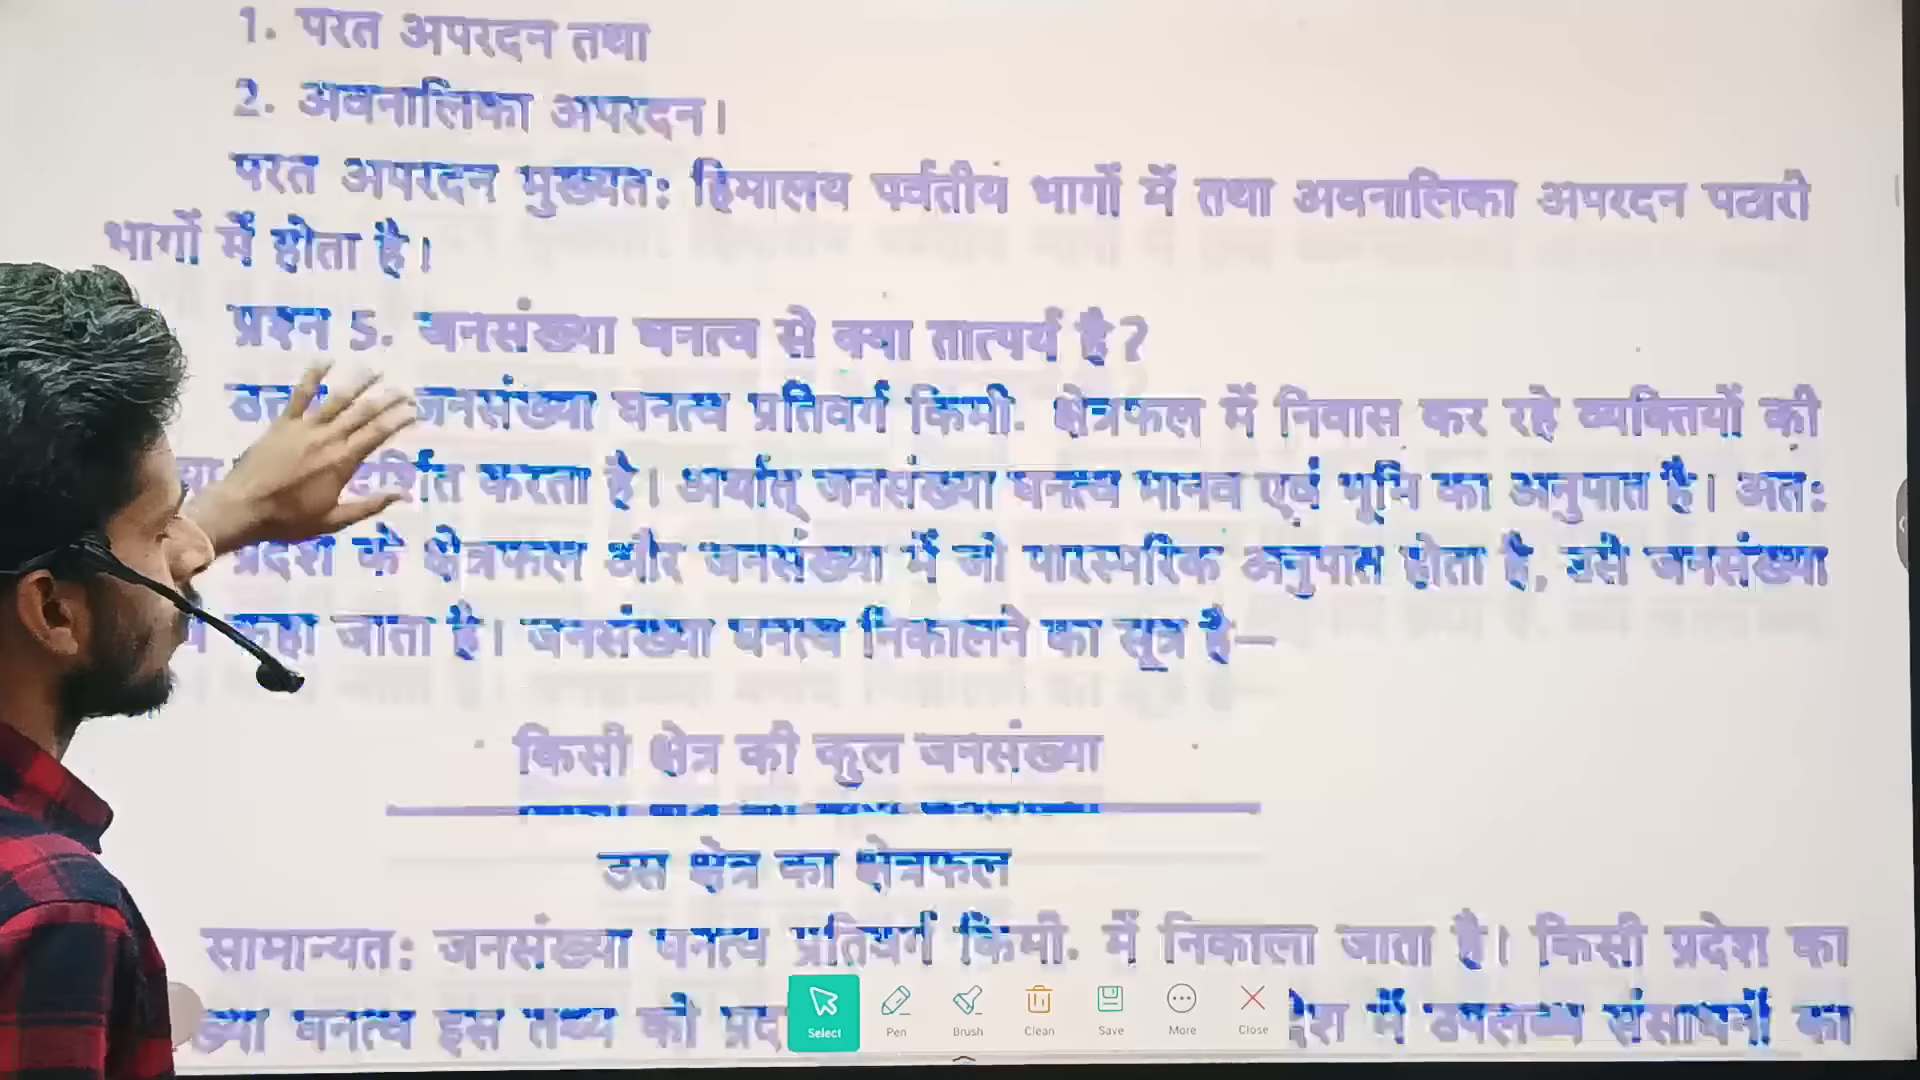 1. परत अपरदन तथा
2. अवनालिका अपरदन।
परत अपरदन मुख्यत: हिमालय पर्वतीय भागों में तथा अवनालिका अपरदन पठारी
भागों में होता है।
प्रश्न 5. जनसंख्या घनत्व से क्या तात्पर्य है?
जनसंख्या घनत्व प्रतिवर्ग किमी. क्षेत्रफल में निवास कर रहे व्यक्तियों की
करता है। अर्थात् जनसंख्या घनत्व मानव एवं भूमि का अनुपात है। अत:
प्रदेश के क्षेत्रफल और जनसंख्या में जो पारस्परिक अनुपात होता है, उसे जनसंख्या
कहा जाता है। जनसंख्या घनत्व निकालने का सूत्र है—
किसी क्षेत्र की कुल जनसंख्या
उस क्षेत्र का क्षेत्रफल
सामान्यत: जनसंख्या घनत्व प्रतिवर्ग किमी. में निकाला जाता है। किसी प्रदेश का
घनत्व इस तथ्य को में उपलब्ध संसाधनों का
Select Pen Brush Clean Save More Close